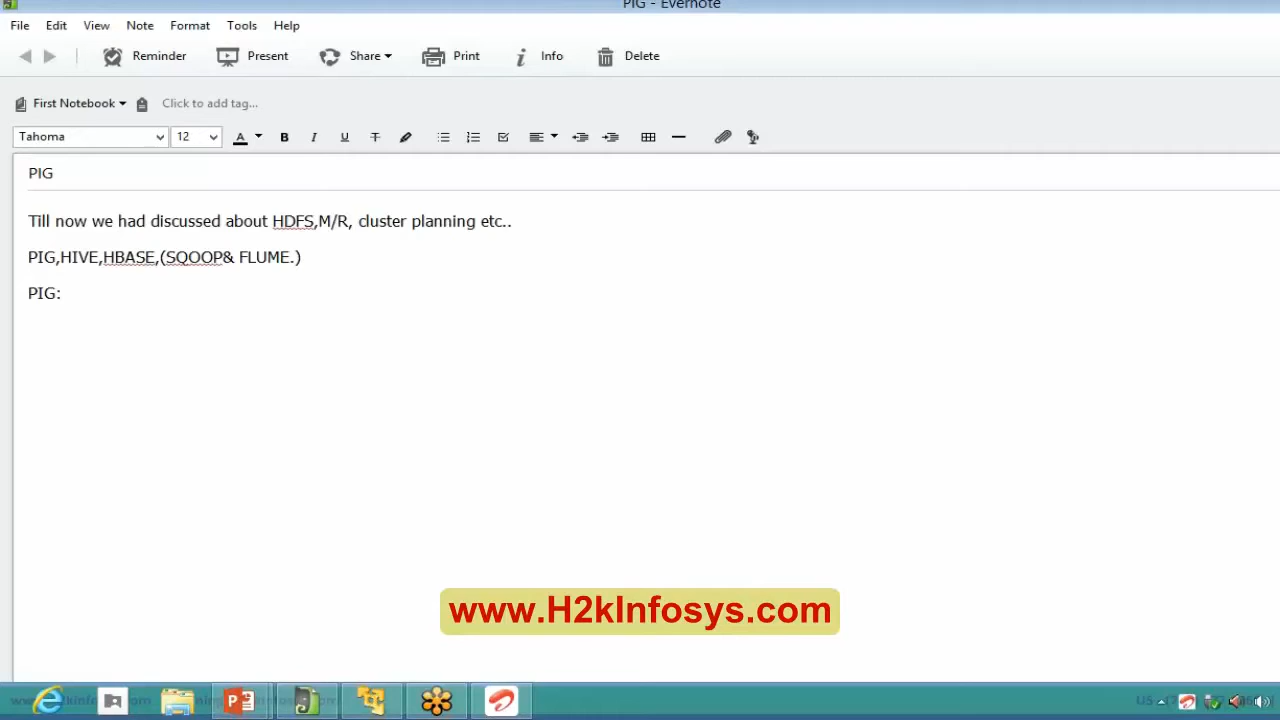 PIG - Evernote
File Edit View Note Format Tools Help
Reminder Present Share Print Info Delete
First Notebook Click to add tag...
Tahoma 12 A B I U T
PIG
Till now we had discussed about HDFS,M/R, cluster planning etc..
PIG,HIVE,HBASE,(SQOOP& FLUME.)
PIG:
www.H2kInfosys.com